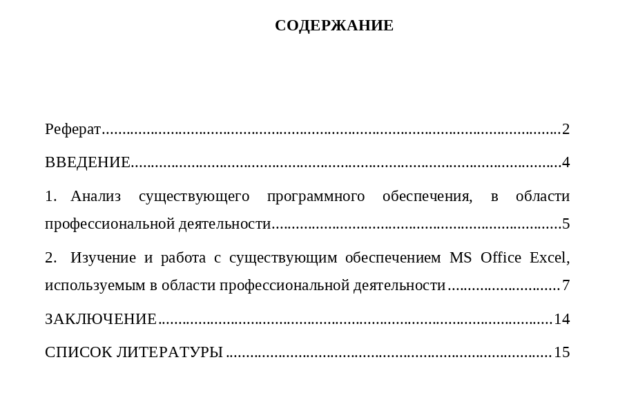 СОДЕРЖАНИЕ
Реферат................................................................................................................2
ВВЕДЕНИЕ.........................................................................................................4
1. Анализ существующего программного обеспечения, в области
профессиональной деятельности.......................................................................5
2. Изучение и работа с существующим обеспечением MS Office Excel,
используемым в области профессиональной деятельности............................7
ЗАКЛЮЧЕНИЕ.................................................................................................14
СПИСОК ЛИТЕРАТУРЫ................................................................................15